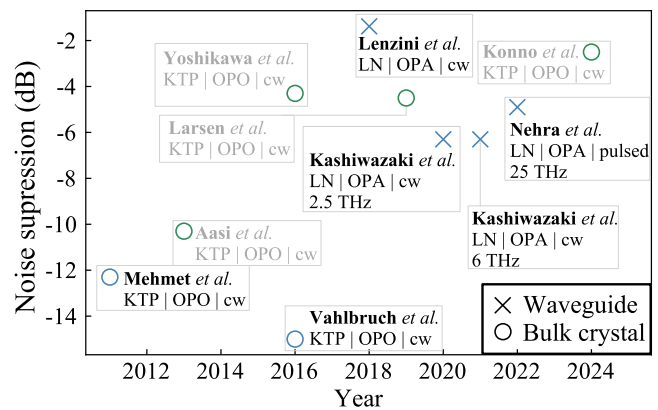 Noise supression (dB)
-2
-4
-6
-8
-10
-12
-14
Lenzini et al.
LN | OPA | cw
Yoshikawa et al.
KTP | OPO | cw
Konno et al.
KTP | OPO | cw
Larsen et al.
KTP | OPO | cw
Nehra et al.
LN | OPA | pulsed
25 THz
Kashiwazaki et al.
LN | OPA | cw
2.5 THz
Kashiwazaki et al.
LN | OPA | cw
6 THz
Aasi et al.
KTP | OPO | cw
Mehmet et al.
KTP | OPO | cw
Vahlbruch et al.
KTP | OPO | cw
Waveguide
Bulk crystal
2012 2014 2016 2018 2020 2022 2024
Year